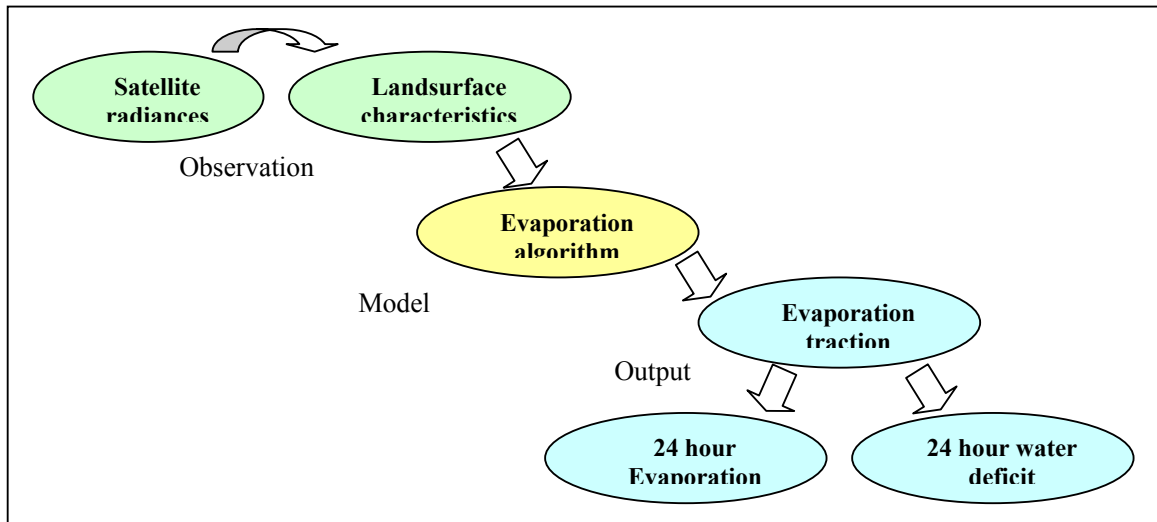 Satellite
radiances
Landsurface
characteristics
Observation
Evaporation
algorithm
Model
Evaporation
traction
Output
24 hour
Evaporation
24 hour water
deficit